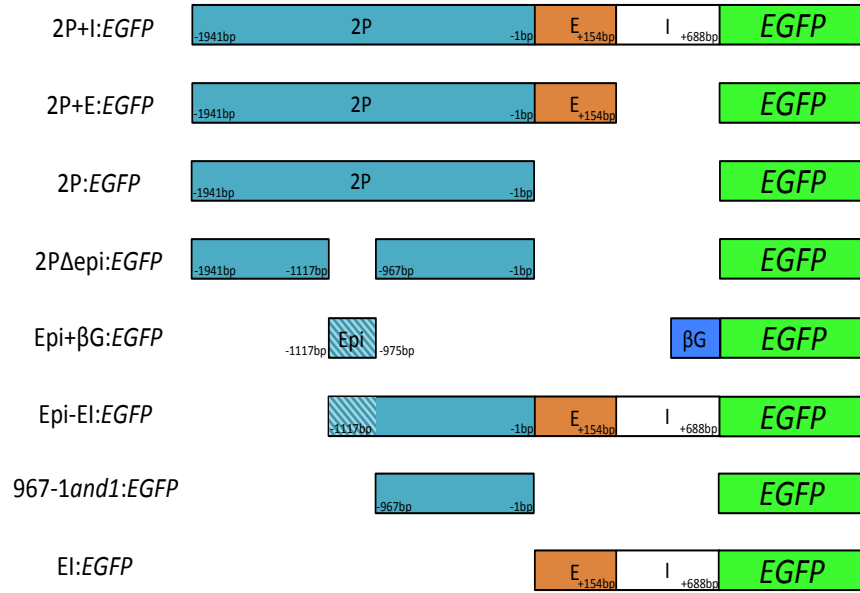 2P+I:EGFP -1941bp 2P -1bp E +154bp I +688bp EGFP
2P+E:EGFP -1941bp 2P -1bp E +154bp EGFP
2P:EGFP -1941bp 2P -1bp EGFP
2PΔepi:EGFP -1941bp -1117bp -967bp -1bp EGFP
Epi+βG:EGFP -1117bp Epi -975bp βG EGFP
Epi-EI:EGFP -1117bp -1bp E +154bp I +688bp EGFP
967-1and1:EGFP -967bp -1bp EGFP
EI:EGFP E +154bp I +688bp EGFP